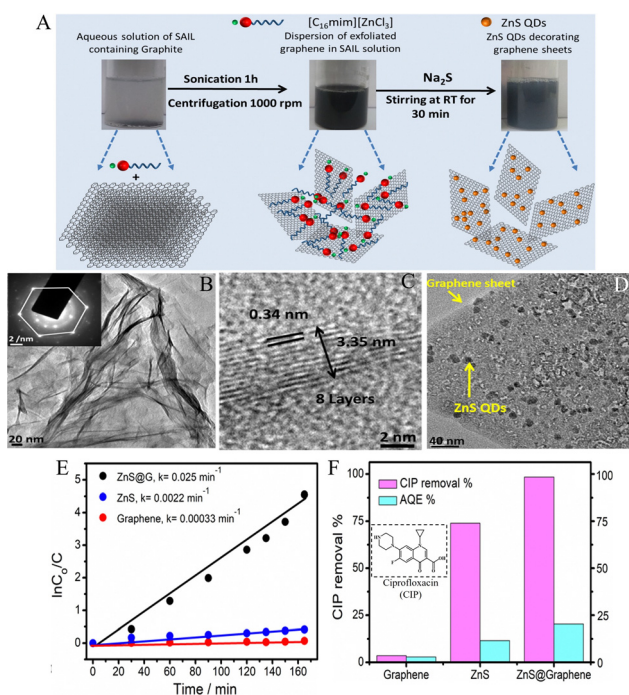 A
Aqueous solution of SAIL
containing Graphite
[C16mim][ZnCl3]
Dispersion of exfoliated
graphene in SAIL solution
ZnS QDs
ZnS QDs decorating
graphene sheets
Sonication 1h
Centrifugation 1000 rpm
Na2S
Stirring at RT for
30 min
+
B
2 /nm
20 nm
C
0.34 nm
3.35 nm
8 Layers
2 nm
D
Graphene sheet
ZnS QDs
40 nm
E
ZnS@G, k= 0.025 min-1
ZnS, k= 0.0022 min-1
Graphene, k= 0.00033 min-1
lnCo/C
5
4
3
2
1
0
0 20 40 60 80 100 120 140 160
Time / min
F
CIP removal %
AQE %
CIP removal %
100
75
50
25
0
100
75
50
25
0
Ciprofloxacin
(CIP)
Graphene ZnS ZnS@Graphene